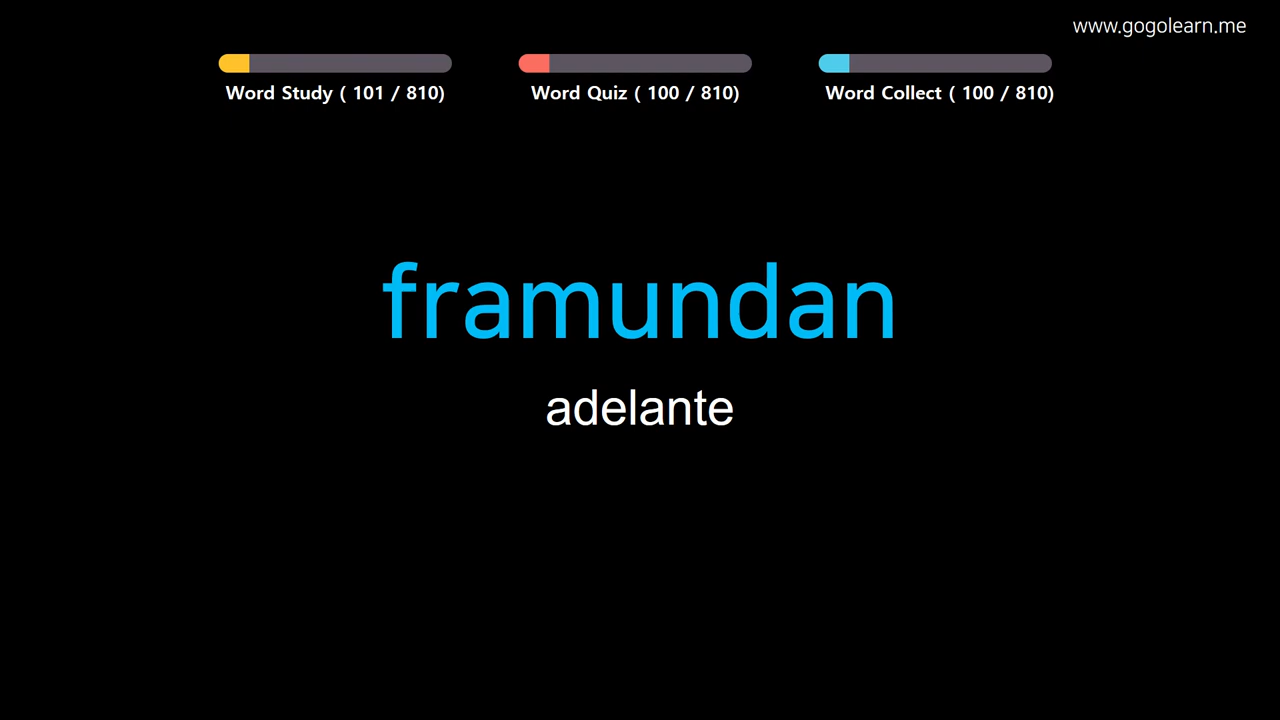 www.gogolearn.me
Word Study ( 101 / 810)
Word Quiz ( 100 / 810)
Word Collect ( 100 / 810)
framundan
adelante